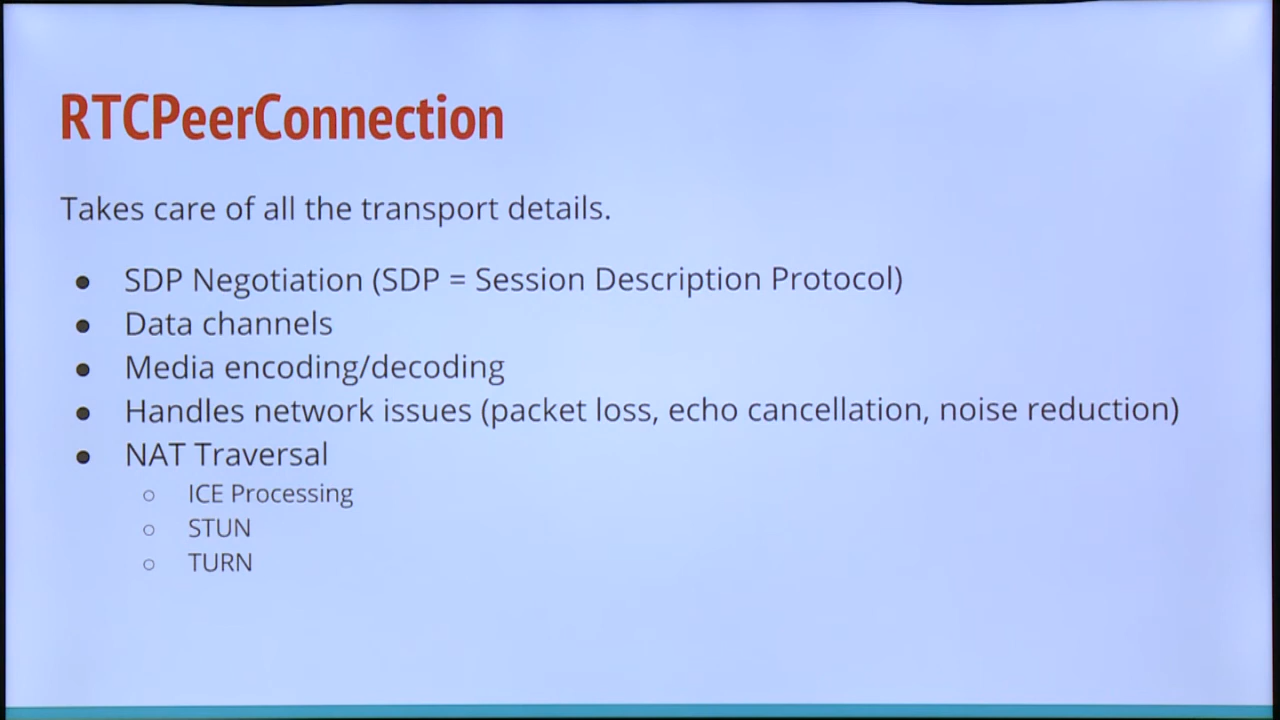 RTCPeerConnection
Takes care of all the transport details.
● SDP Negotiation (SDP = Session Description Protocol)
● Data channels
● Media encoding/decoding
● Handles network issues (packet loss, echo cancellation, noise reduction)
● NAT Traversal
○ ICE Processing
○ STUN
○ TURN